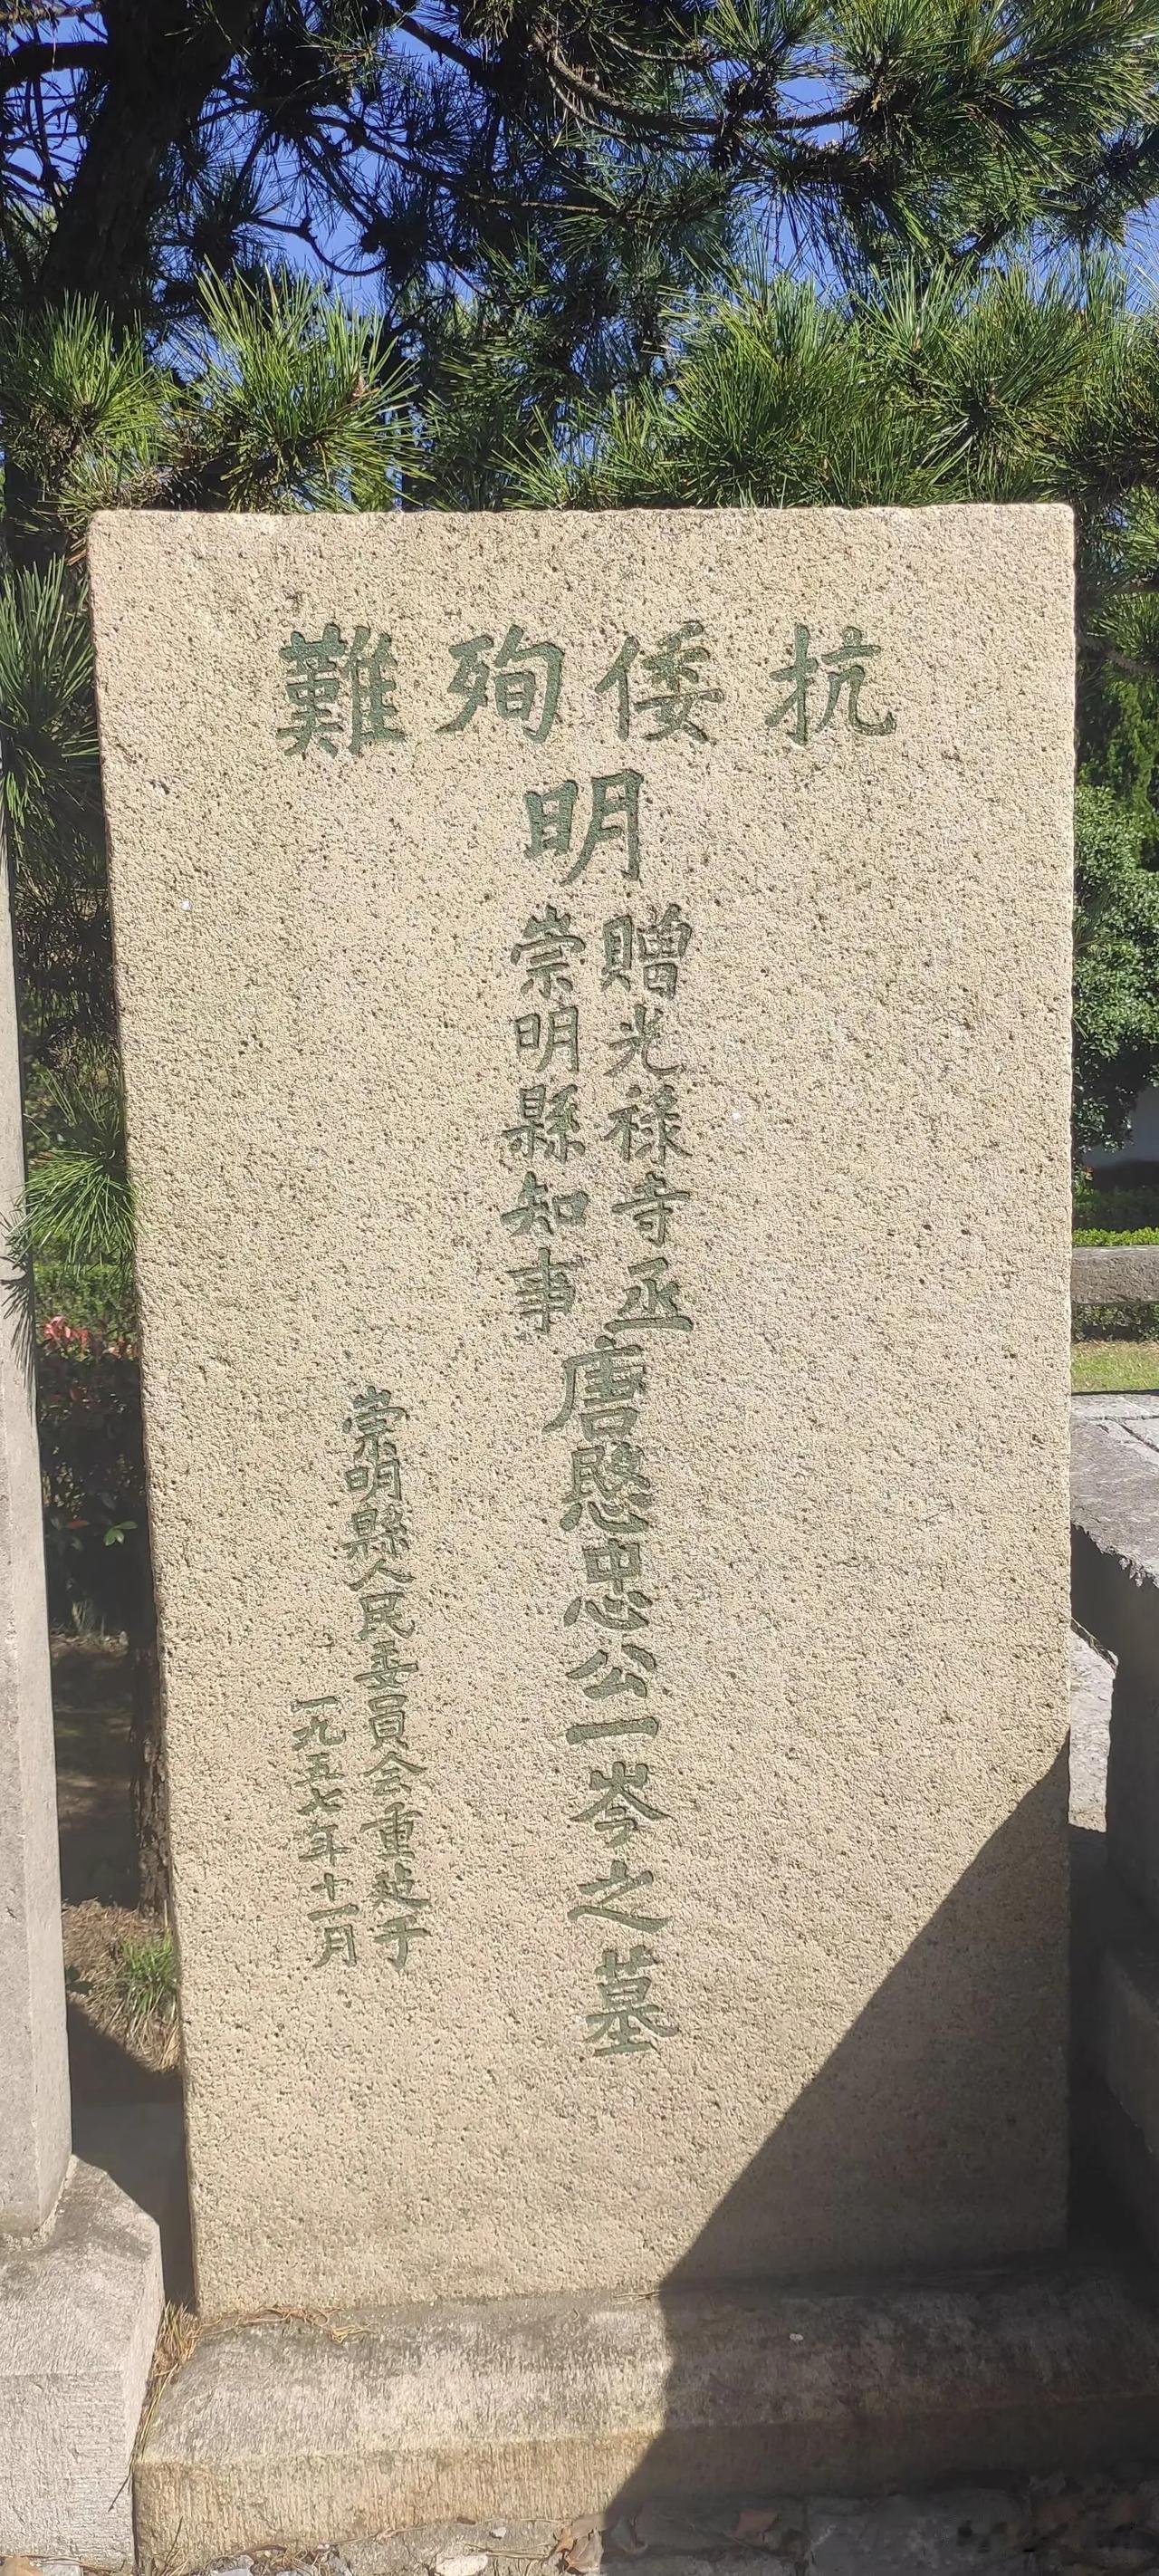 抗倭殉難
明
贈光禄寺丞
崇明縣知事
唐愍忠公一岑之墓
崇明縣人民委員会重建于
一九五七年十一月